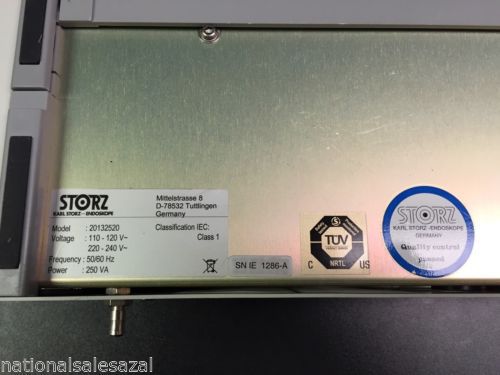 STORZ
KARL STORZ - ENDOSKOPE
Mittelstrasse 8
D-78532 Tuttlingen
Germany
Model : 20132520
Voltage : 110 - 120 V~
220 - 240 V~
Frequency : 50/60 Hz
Power : 250 VA
Classification IEC:
Class 1
SN IE 1286-A
TÜV
C NRTL US
STORZ
KARL STORZ - ENDOSKOPE
GERMANY
Quality control
passed
nationalsalesazal